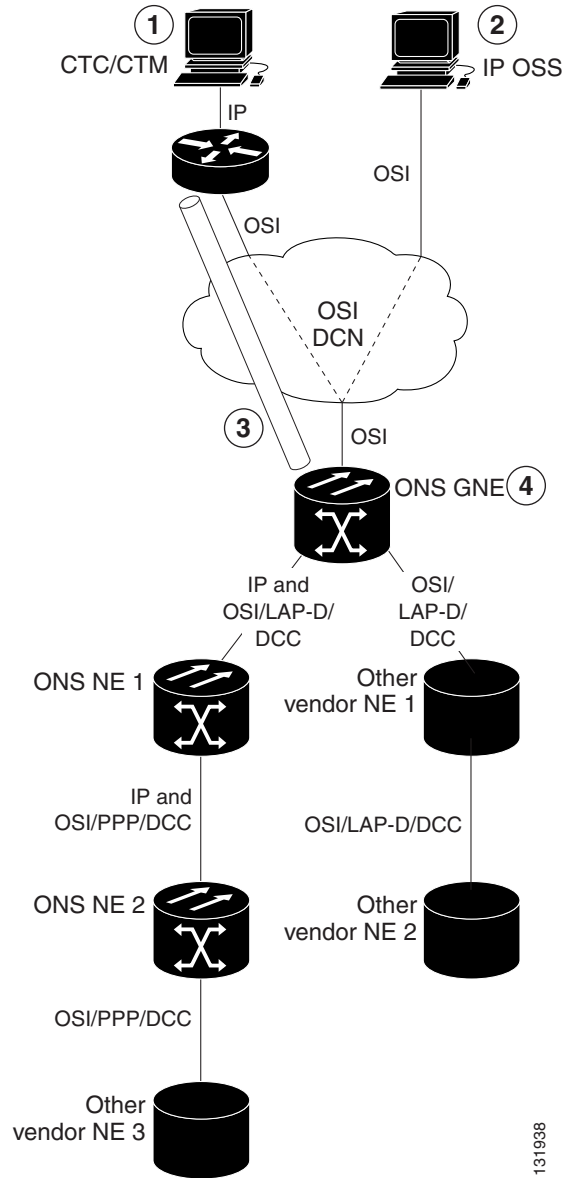 1
2
CTC/CTM
IP OSS
IP
OSI
OSI
OSI
DCN
3
OSI
ONS GNE
4
IP and
OSI/LAP-D/
DCC
OSI/
LAP-D/
DCC
ONS NE 1
Other
vendor NE 1
IP and
OSI/PPP/DCC
OSI/LAP-D/DCC
ONS NE 2
Other
vendor NE 2
OSI/PPP/DCC
Other
vendor NE 3
131938